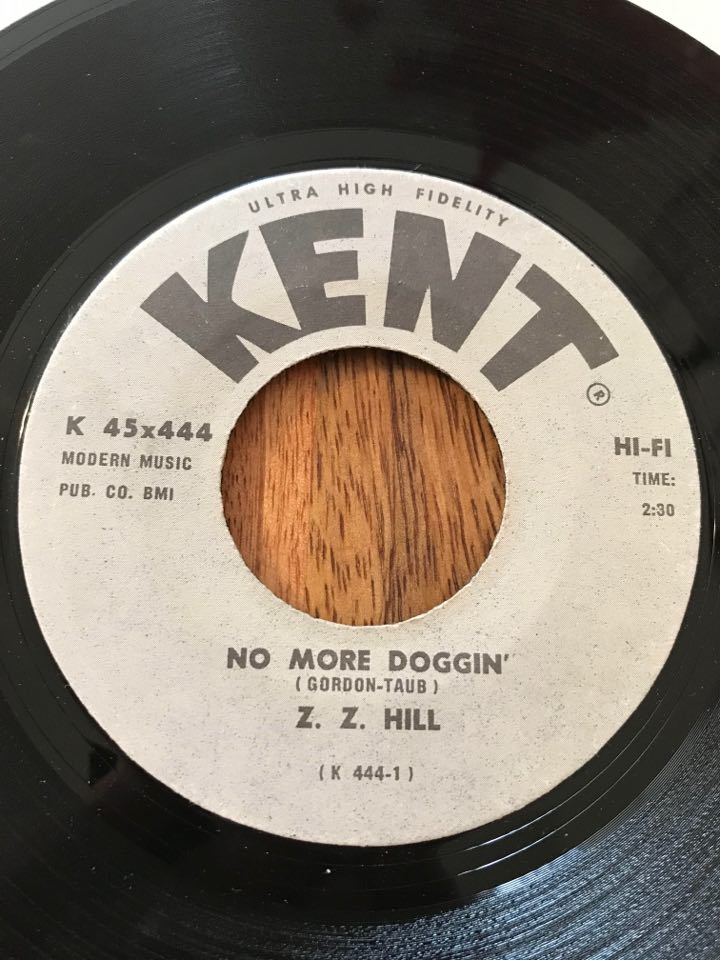 ULTRA HIGH FIDELITY
KENT®
K 45x444
MODERN MUSIC
PUB. CO. BMI
HI-FI
TIME:
2:30
NO MORE DOGGIN'
( GORDON-TAUB )
Z. Z. HILL
( K 444-1 )